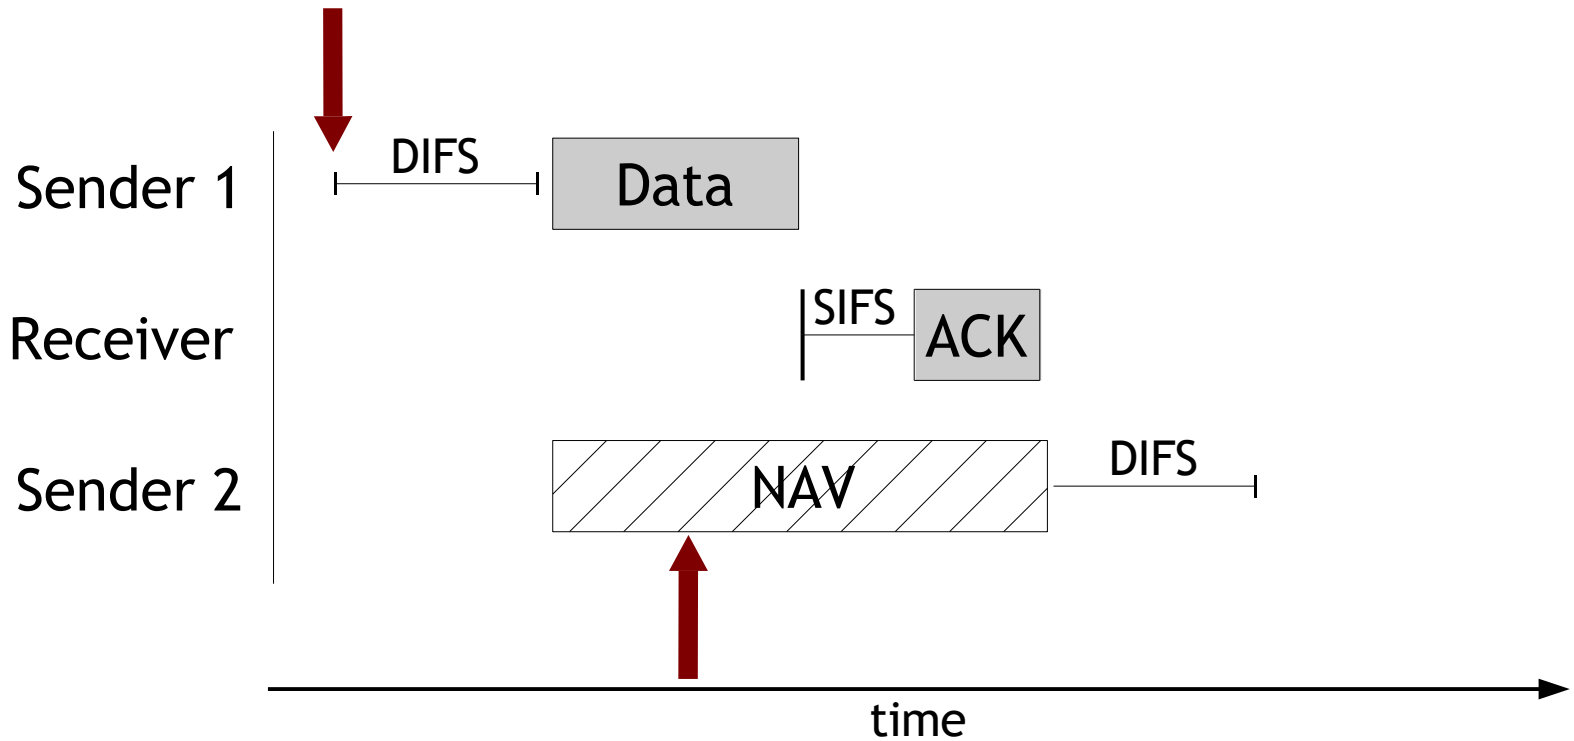 DIFS
Sender 1
Data
SIFS
Receiver
ACK
DIFS
Sender 2
NAV
time